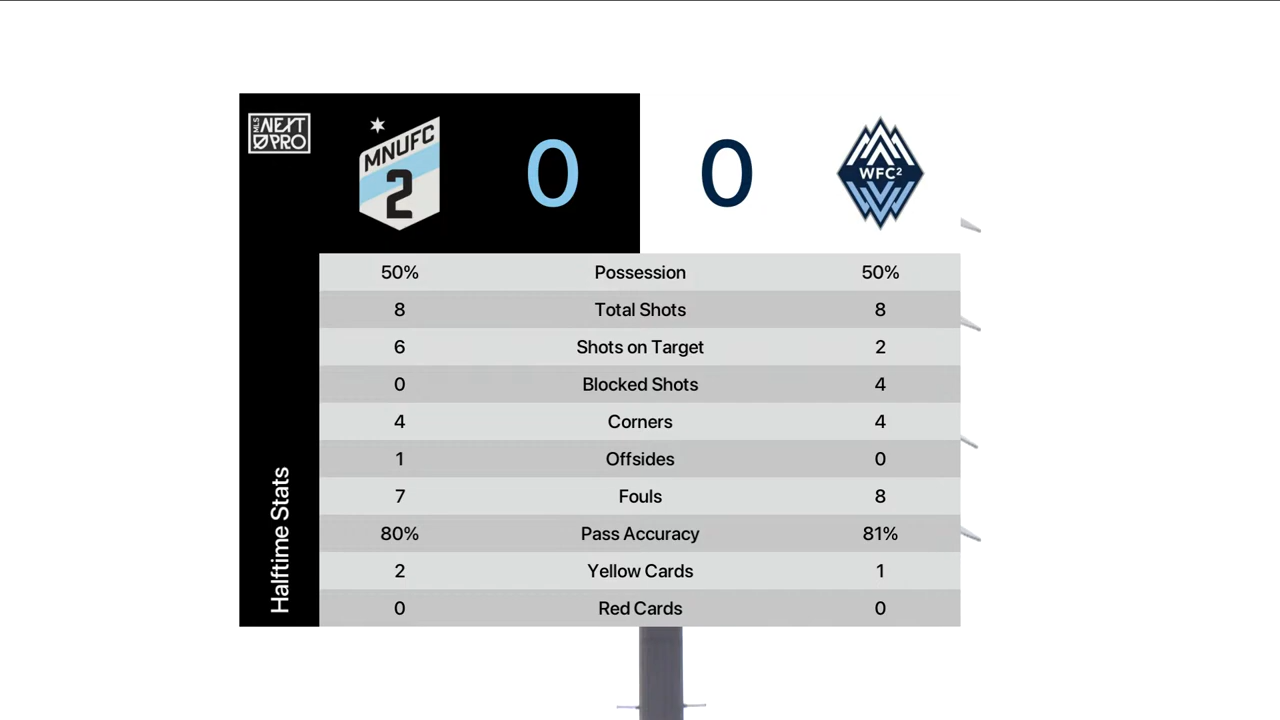 MLS NEXT PRO
MNUFC
2
0
0
WFC²
Halftime Stats
50% Possession 50%
8 Total Shots 8
6 Shots on Target 2
0 Blocked Shots 4
4 Corners 4
1 Offsides 0
7 Fouls 8
80% Pass Accuracy 81%
2 Yellow Cards 1
0 Red Cards 0